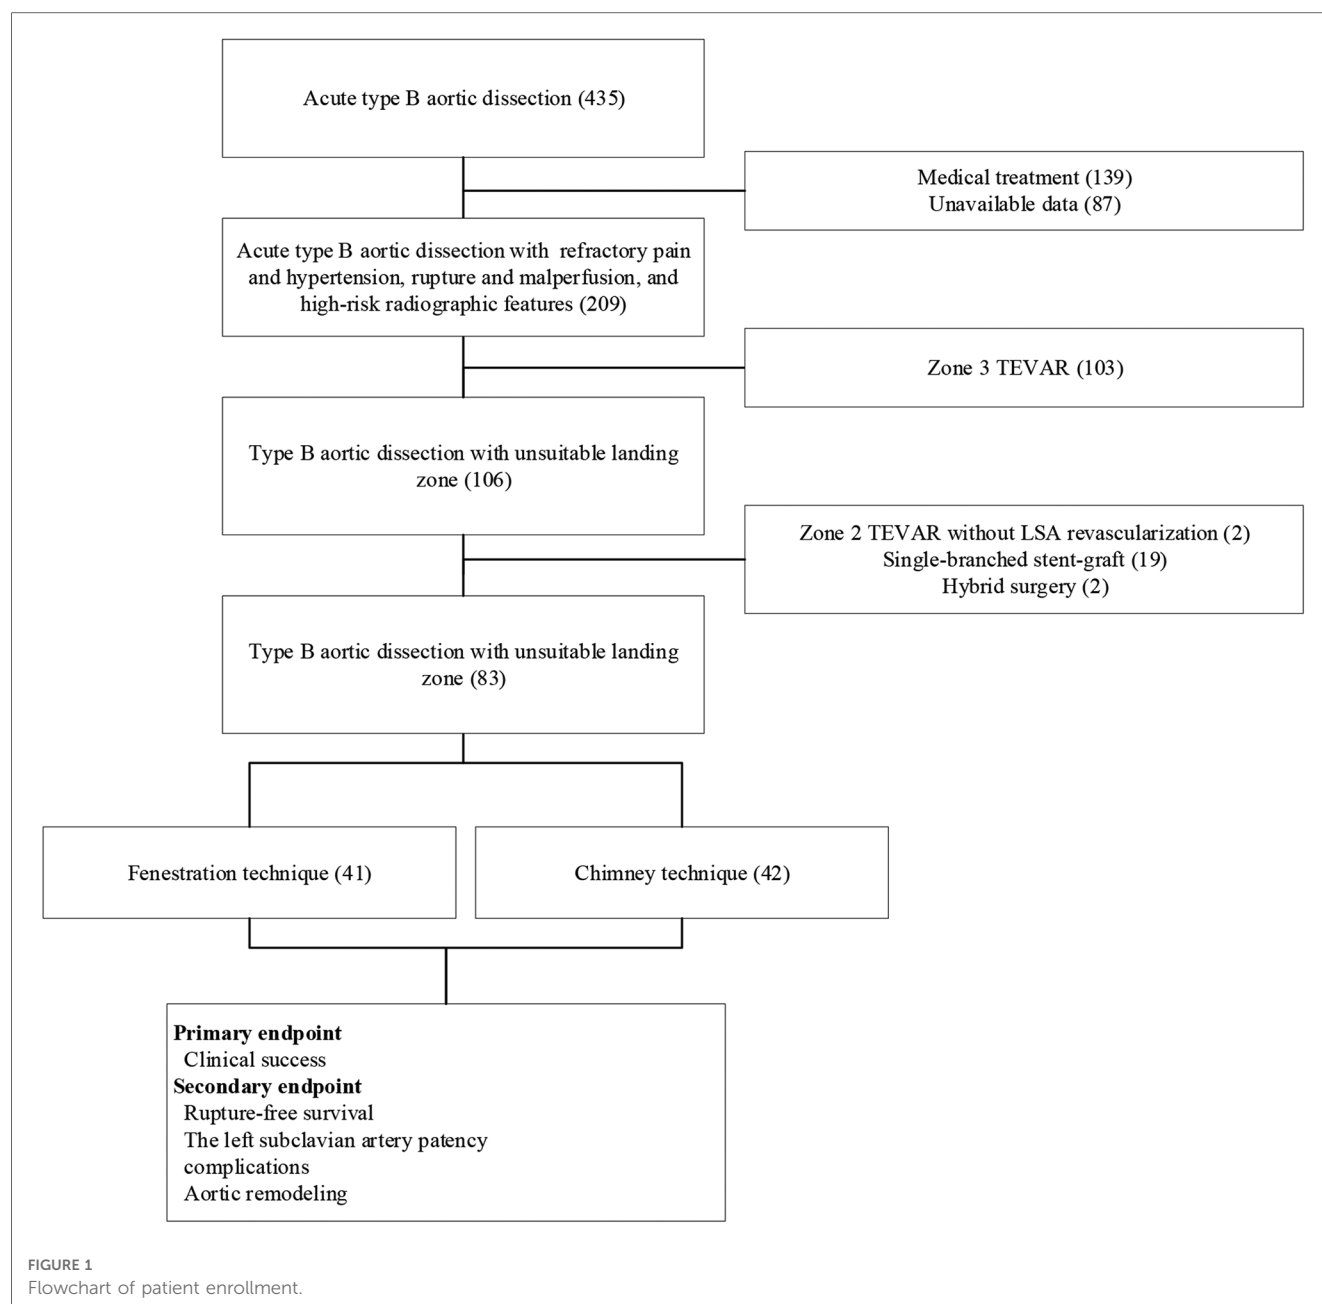 Acute type B aortic dissection (435)
Medical treatment (139)
Unavailable data (87)
Acute type B aortic dissection with refractory pain
and hypertension, rupture and malperfusion, and
high-risk radiographic features (209)
Zone 3 TEVAR (103)
Type B aortic dissection with unsuitable landing
zone (106)
Zone 2 TEVAR without LSA revascularization (2)
Single-branched stent-graft (19)
Hybrid surgery (2)
Type B aortic dissection with unsuitable landing
zone (83)
Fenestration technique (41)
Chimney technique (42)
Primary endpoint
Clinical success
Secondary endpoint
Rupture-free survival
The left subclavian artery patency
complications
Aortic remodeling
FIGURE 1
Flowchart of patient enrollment.